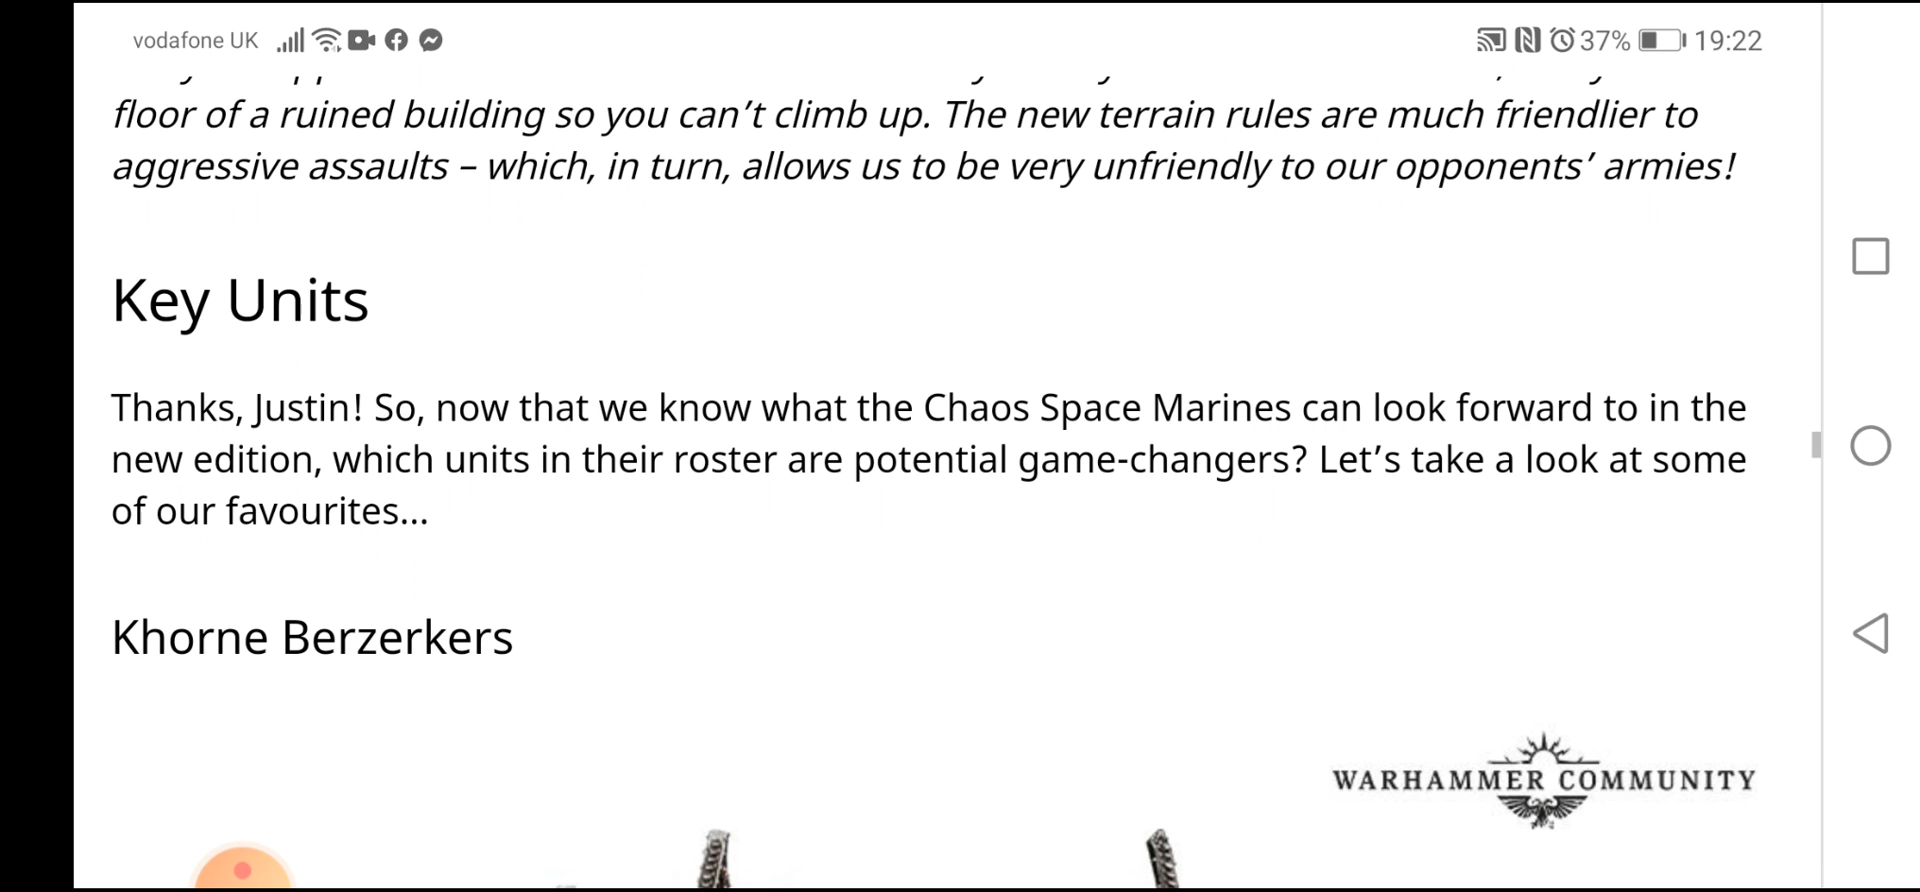 vodafone UK 37% 19:22
floor of a ruined building so you can’t climb up. The new terrain rules are much friendlier to
aggressive assaults – which, in turn, allows us to be very unfriendly to our opponents’ armies!
Key Units
Thanks, Justin! So, now that we know what the Chaos Space Marines can look forward to in the
new edition, which units in their roster are potential game-changers? Let’s take a look at some
of our favourites...
Khorne Berzerkers
WARHAMMER COMMUNITY